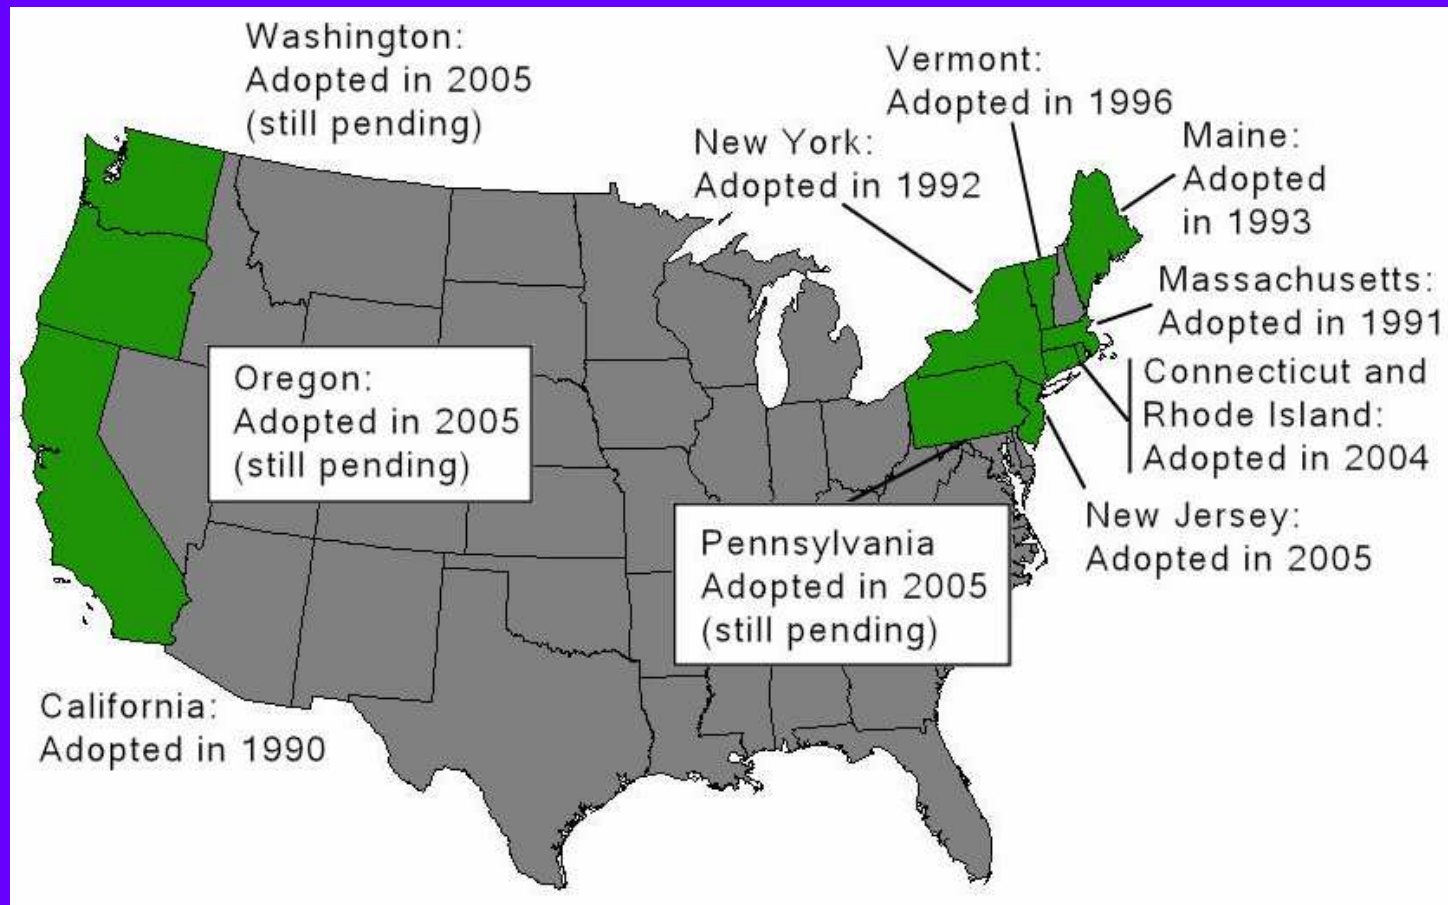 Washington:
Adopted in 2005
(still pending)
Vermont:
Adopted in 1996
New York:
Adopted in 1992
Maine:
Adopted
in 1993
Massachusetts:
Adopted in 1991
Oregon:
Adopted in 2005
(still pending)
Connecticut and
Rhode Island:
Adopted in 2004
New Jersey:
Adopted in 2005
Pennsylvania
Adopted in 2005
(still pending)
California:
Adopted in 1990